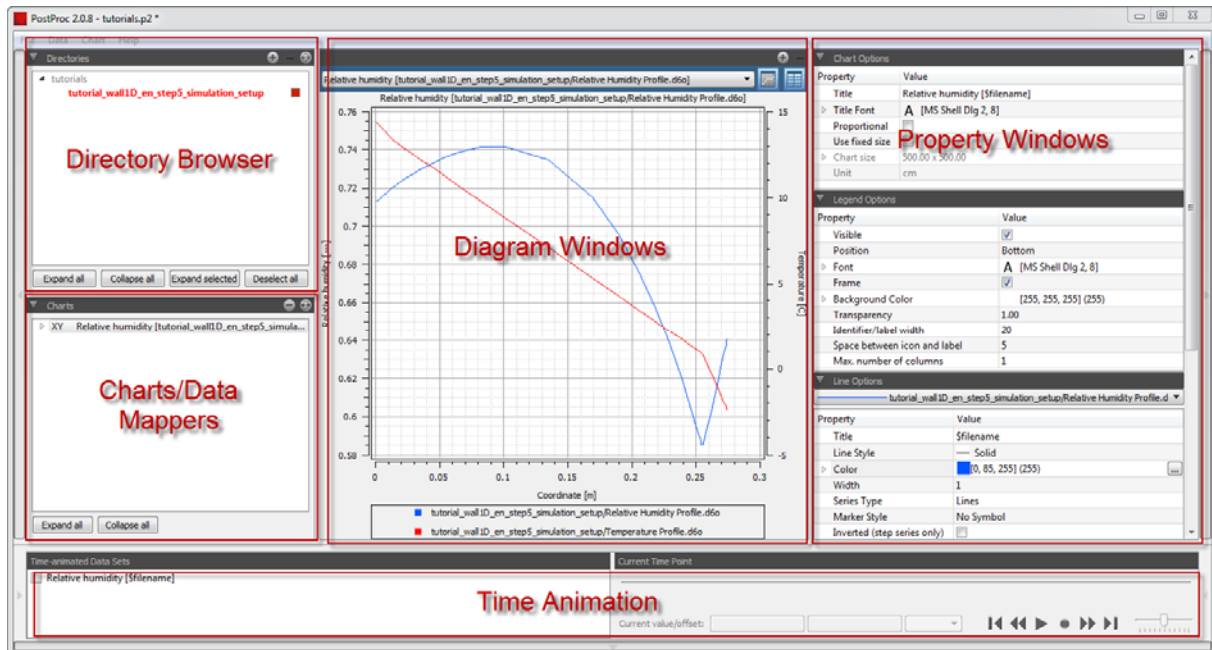 PostProc 2.0.8 - tutorials.p2 *
Data Chart Help
Directories
tutorials
tutorial_wall1D_en_step5_simulation_setup
Directory Browser
Expand all Collapse all Expand selected Deselect all
Charts
XY Relative humidity [tutorial_wall1D_en_step5_simula...
Charts/Data
Mappers
Expand all Collapse all
Relative humidity [tutorial_wall1D_en_step5_simulation_setup/Relative Humidity Profile.d6o]
Relative humidity [tutorial_wall1D_en_step5_simulation_setup/Relative Humidity Profile.d6o]
0.76
0.74
0.72
0.7
0.68
0.66
0.64
0.62
0.6
0.58
Relative humidity [---]
Diagram Windows
15
10
5
0
-5
Temperature [C]
0 0.05 0.1 0.15 0.2 0.25 0.3
Coordinate [m]
tutorial_wall1D_en_step5_simulation_setup/Relative Humidity Profile.d6o
tutorial_wall1D_en_step5_simulation_setup/Temperature Profile.d6o
Chart Options
Property Value
Title Relative humidity [$filename]
Title Font A [MS Shell Dlg 2, 8]
Proportional
Use fixed size
Chart size 500.00 x 500.00
Unit cm
Property Windows
Legend Options
Property Value
Visible
Position Bottom
Font A [MS Shell Dlg 2, 8]
Frame
Background Color [255, 255, 255] (255)
Transparency 1.00
Identifier/label width 20
Space between icon and label 5
Max. number of columns 1
Line Options
tutorial_wall1D_en_step5_simulation_setup/Relative Humidity Profile.d
Property Value
Title $filename
Line Style Solid
Color [0, 85, 255] (255) ...
Width 1
Series Type Lines
Marker Style No Symbol
Inverted (step series only)
Time-animated Data Sets
Relative humidity [$filename]
Time Animation
Current Time Point
Current value/offset: